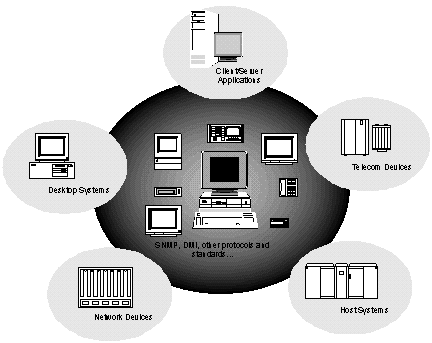 Client/Server
Applications
Desktop Systems
Telecom Devices
SNMP, DMI, other protocols and
standards...
Network Devices
Host Systems